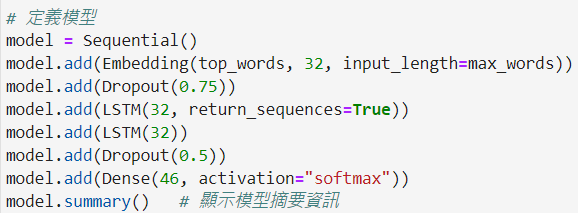 # 定義模型
model = Sequential()
model.add(Embedding(top_words, 32, input_length=max_words))
model.add(Dropout(0.75))
model.add(LSTM(32, return_sequences=True))
model.add(LSTM(32))
model.add(Dropout(0.5))
model.add(Dense(46, activation="softmax"))
model.summary()   # 顯示模型摘要資訊